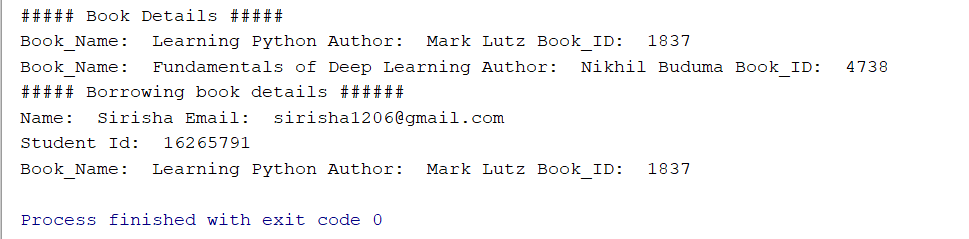 ##### Book Details #####
Book_Name:  Learning Python Author:  Mark Lutz Book_ID:  1837
Book_Name:  Fundamentals of Deep Learning Author:  Nikhil Buduma Book_ID:  4738
##### Borrowing book details ######
Name:  Sirisha Email:  sirisha1206@gmail.com
Student Id:  16265791
Book_Name:  Learning Python Author:  Mark Lutz Book_ID:  1837
Process finished with exit code 0